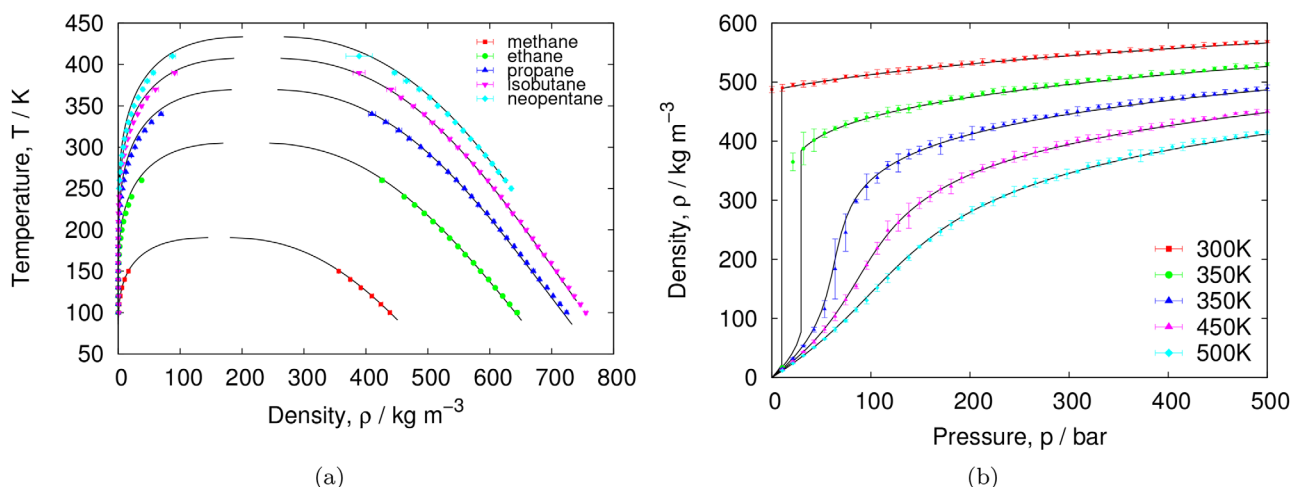 450
400
350
300
250
200
150
100
50
0 100 200 300 400 500 600 700 800
Temperature, T / K
Density, ρ / kg m⁻³
methane
ethane
propane
Isobutane
neopentane
(a)
600
500
400
300
200
100
0
0 100 200 300 400 500
Density, ρ / kg m⁻³
Pressure, p / bar
300K
350K
350K
450K
500K
(b)